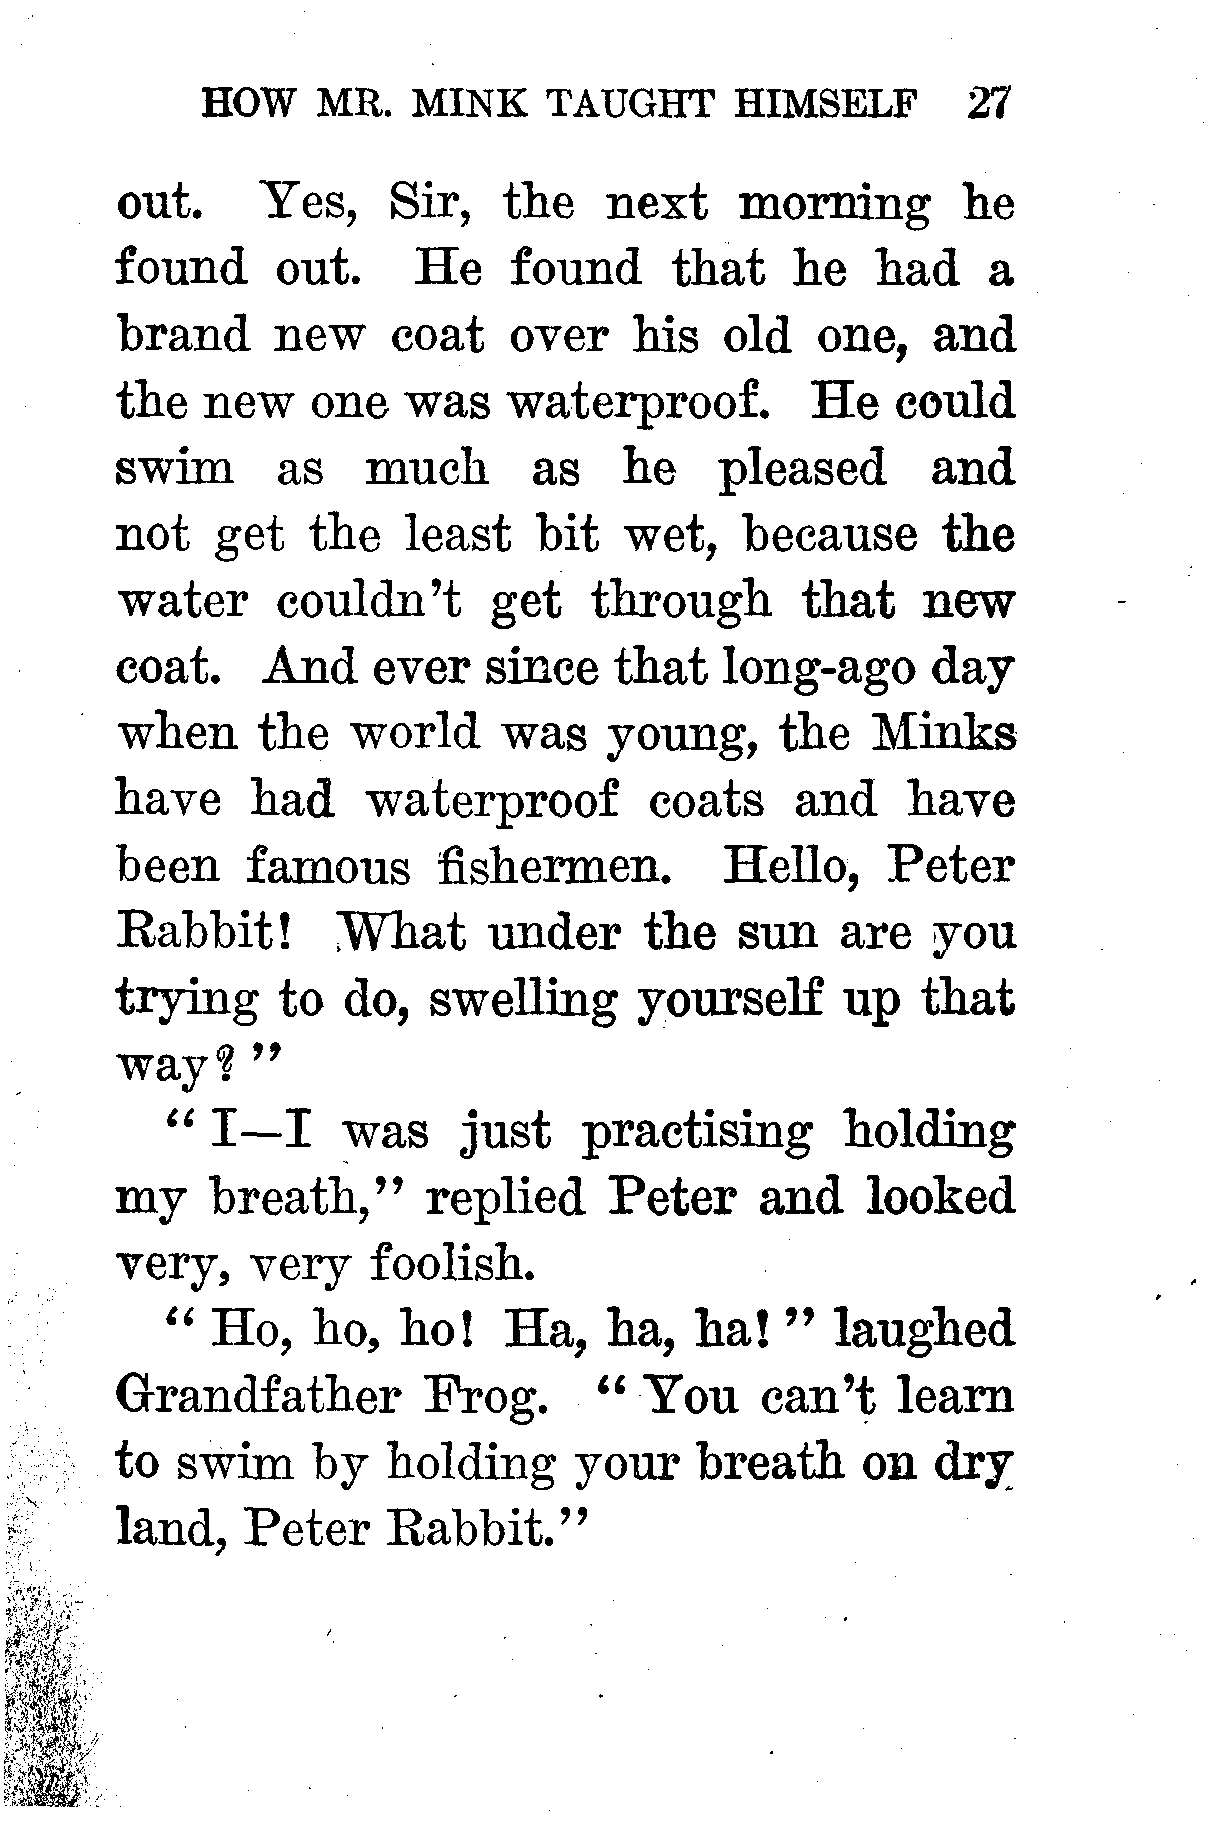 HOW MR. MINK TAUGHT HIMSELF 27
out. Yes, Sir, the next morning he
found out. He found that he had a
brand new coat over his old one, and
the new one was waterproof. He could
swim as much as he pleased and
not get the least bit wet, because the
water couldn't get through that new
coat. And ever since that long-ago day
when the world was young, the Minks
have had waterproof coats and have
been famous fishermen. Hello, Peter
Rabbit! What under the sun are you
trying to do, swelling yourself up that
way?"
"I—I was just practising holding
my breath," replied Peter and looked
very, very foolish.
"Ho, ho, ho! Ha, ha, ha!" laughed
Grandfather Frog. "You can't learn
to swim by holding your breath on dry
land, Peter Rabbit."